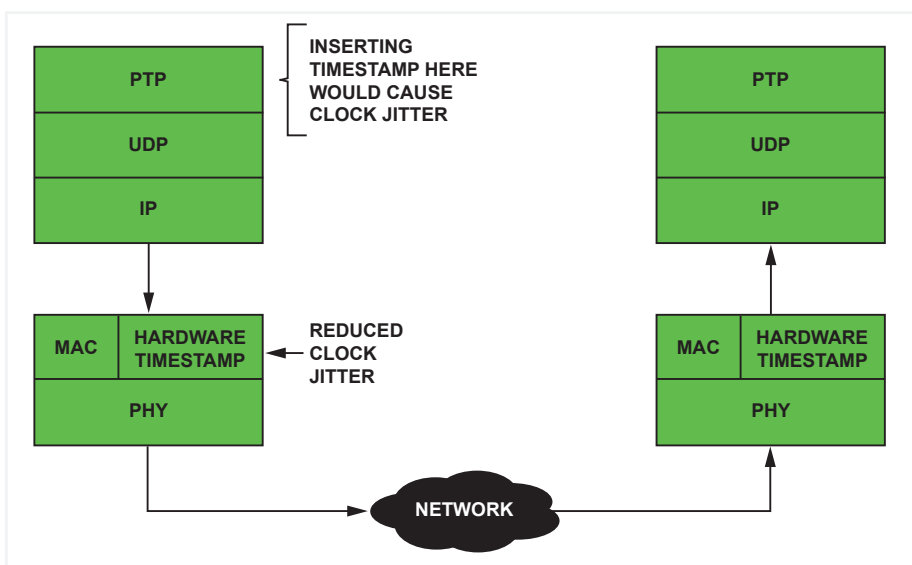 PTP
UDP
IP
INSERTING
TIMESTAMP HERE
WOULD CAUSE
CLOCK JITTER
PTP
UDP
IP
MAC
HARDWARE
TIMESTAMP
PHY
REDUCED
CLOCK
JITTER
MAC
HARDWARE
TIMESTAMP
PHY
NETWORK